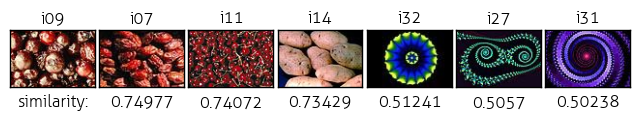 i09 i07 i11 i14 i32 i27 i31
similarity: 0.74977 0.74072 0.73429 0.51241 0.5057 0.50238